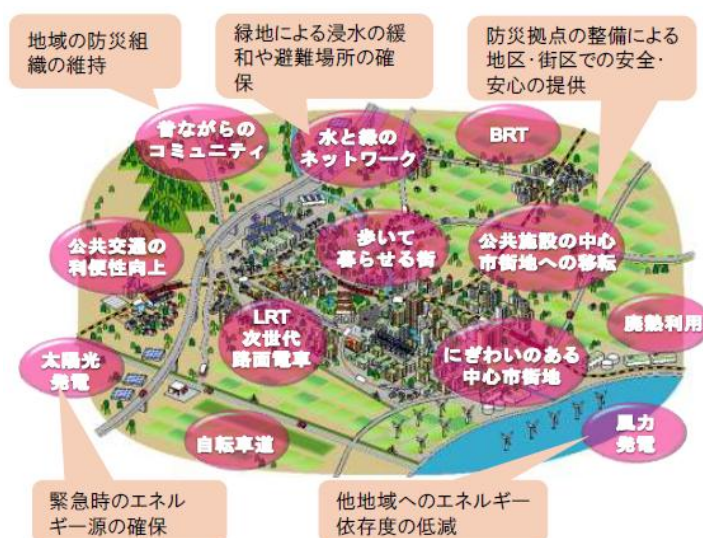 地域の防災組
織の維持
緑地による浸水の緩
和や避難場所の確
保
防災拠点の整備による
地区・街区での安全・
安心の提供
昔ながらの
コミュニティ
水と緑の
ネットワーク
BRT
公共交通の
利便性向上
歩いて
暮らせる街
公共施設の中心
市街地への移転
LRT
次世代
路面電車
廃熱利用
太陽光
発電
にぎわいのある
中心市街地
風力
発電
自転車道
緊急時のエネル
ギー源の確保
他地域へのエネルギー
依存度の低減